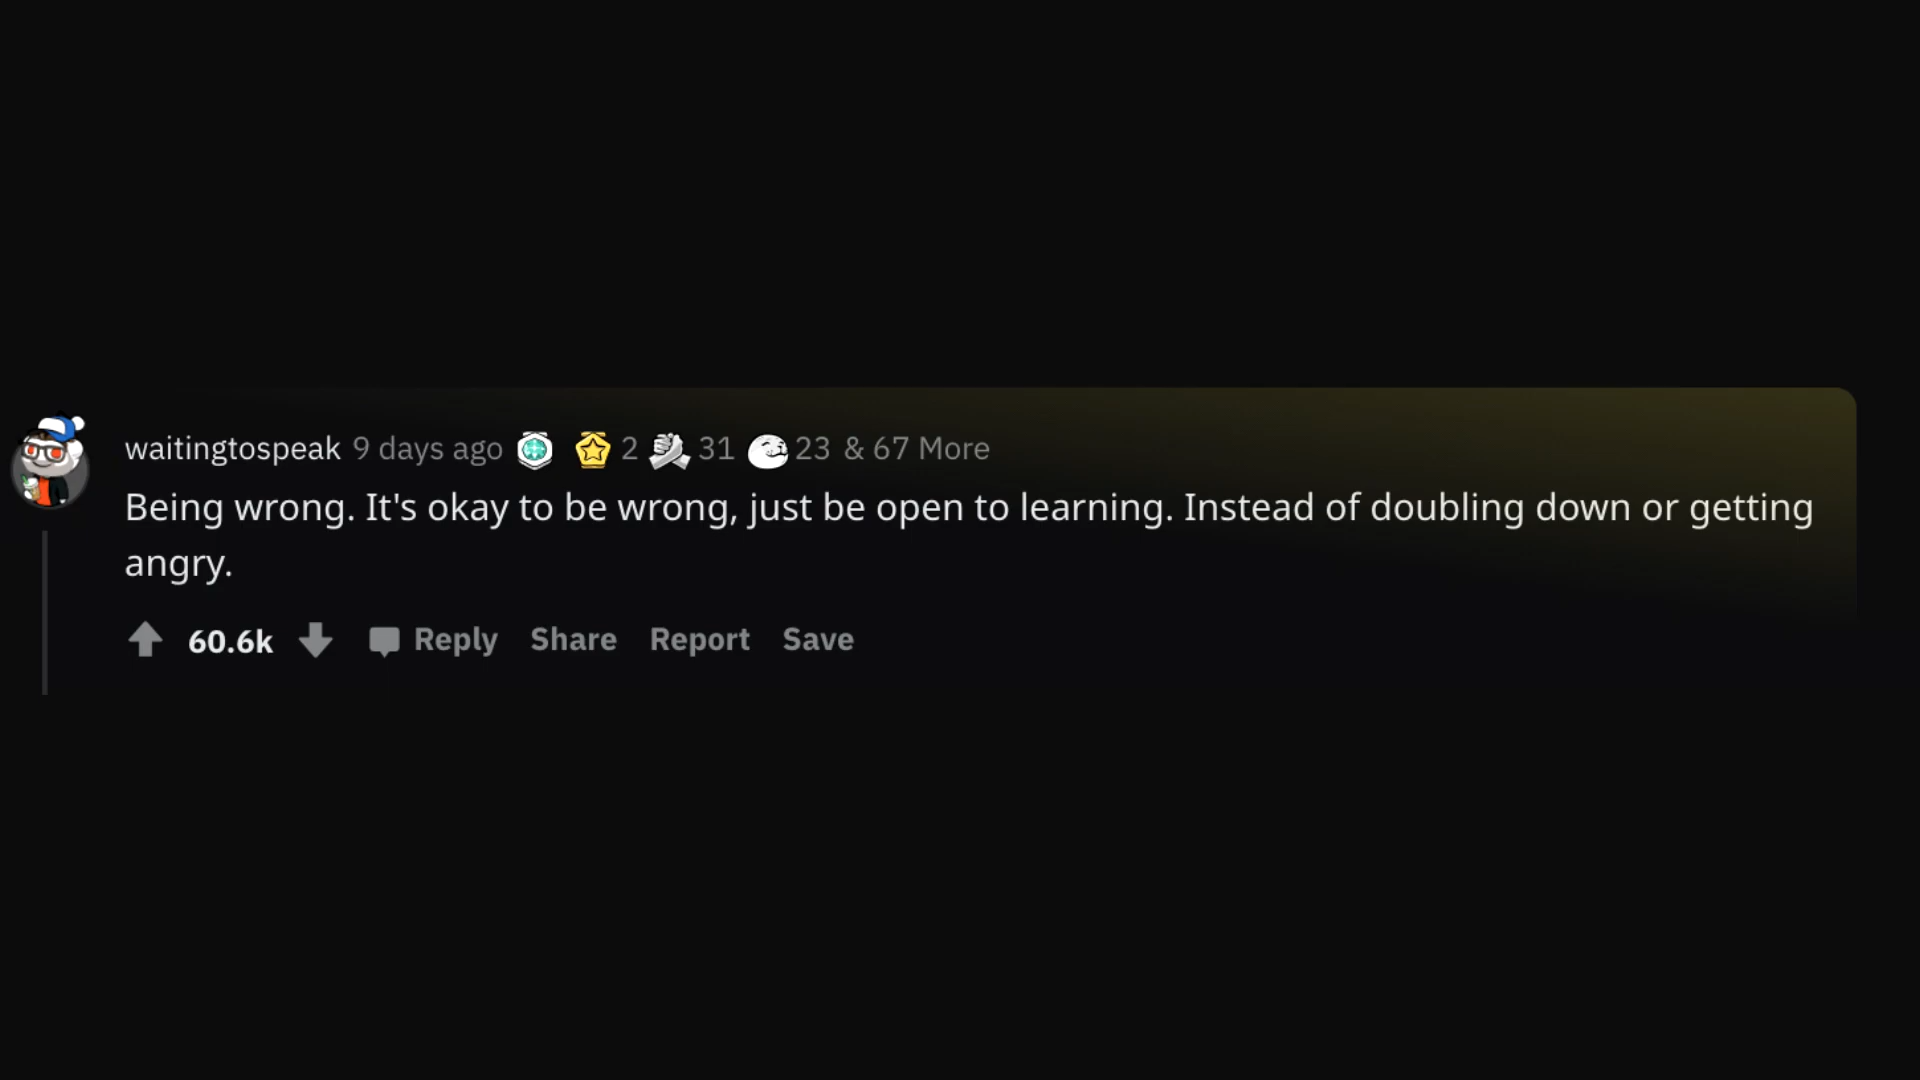 waitingtospeak 9 days ago 2 31 23 & 67 More
Being wrong. It's okay to be wrong, just be open to learning. Instead of doubling down or getting
angry.
60.6k Reply Share Report Save